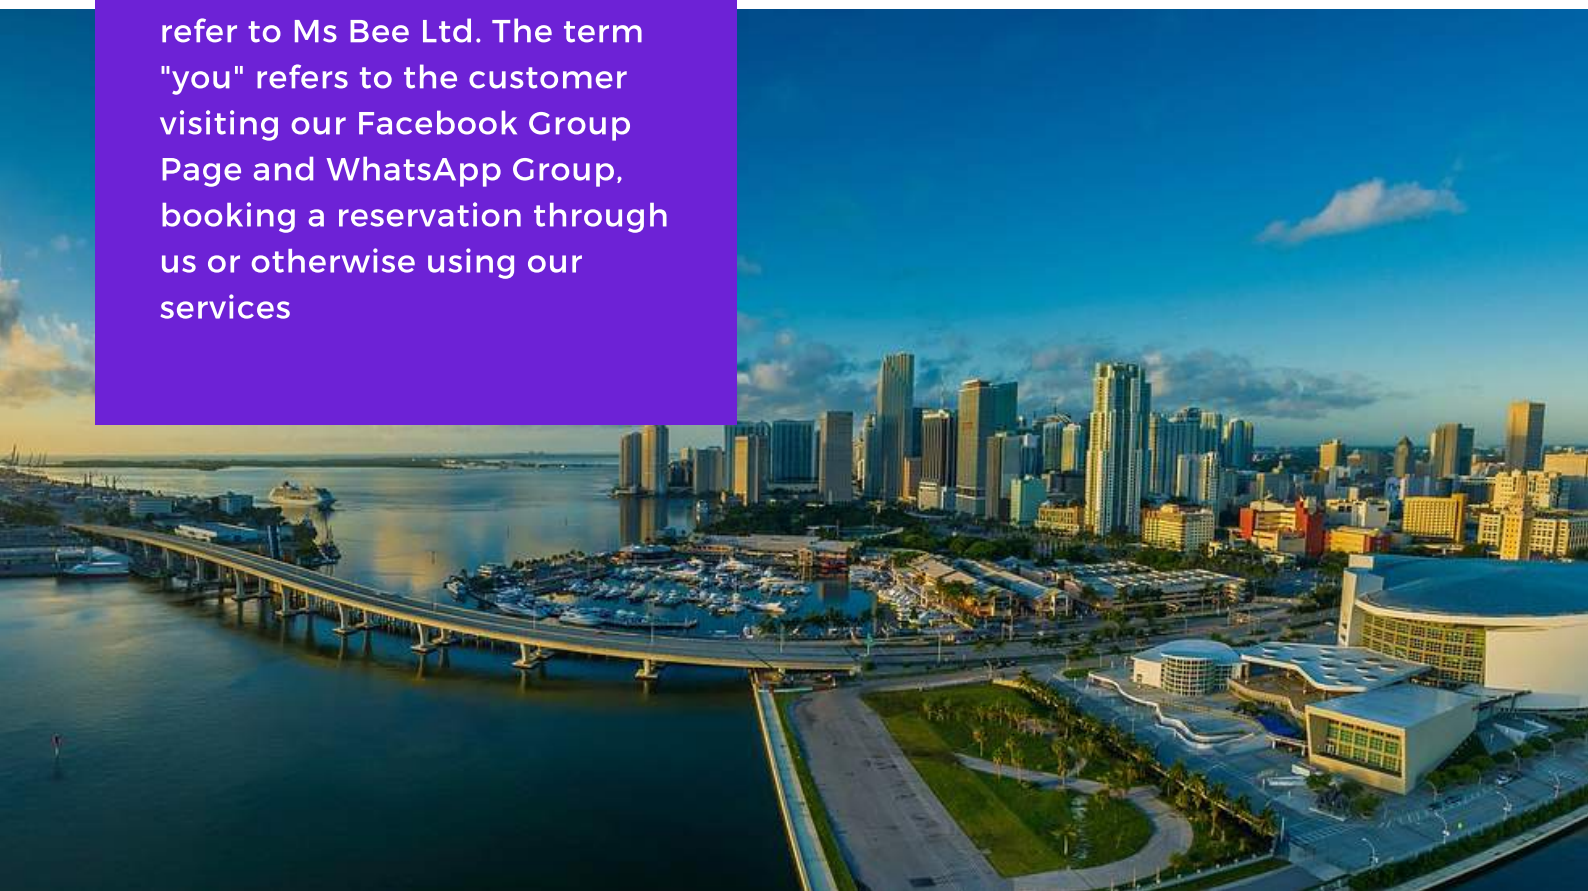 refer to Ms Bee Ltd. The term
"you" refers to the customer
visiting our Facebook Group
Page and WhatsApp Group,
booking a reservation through
us or otherwise using our
services